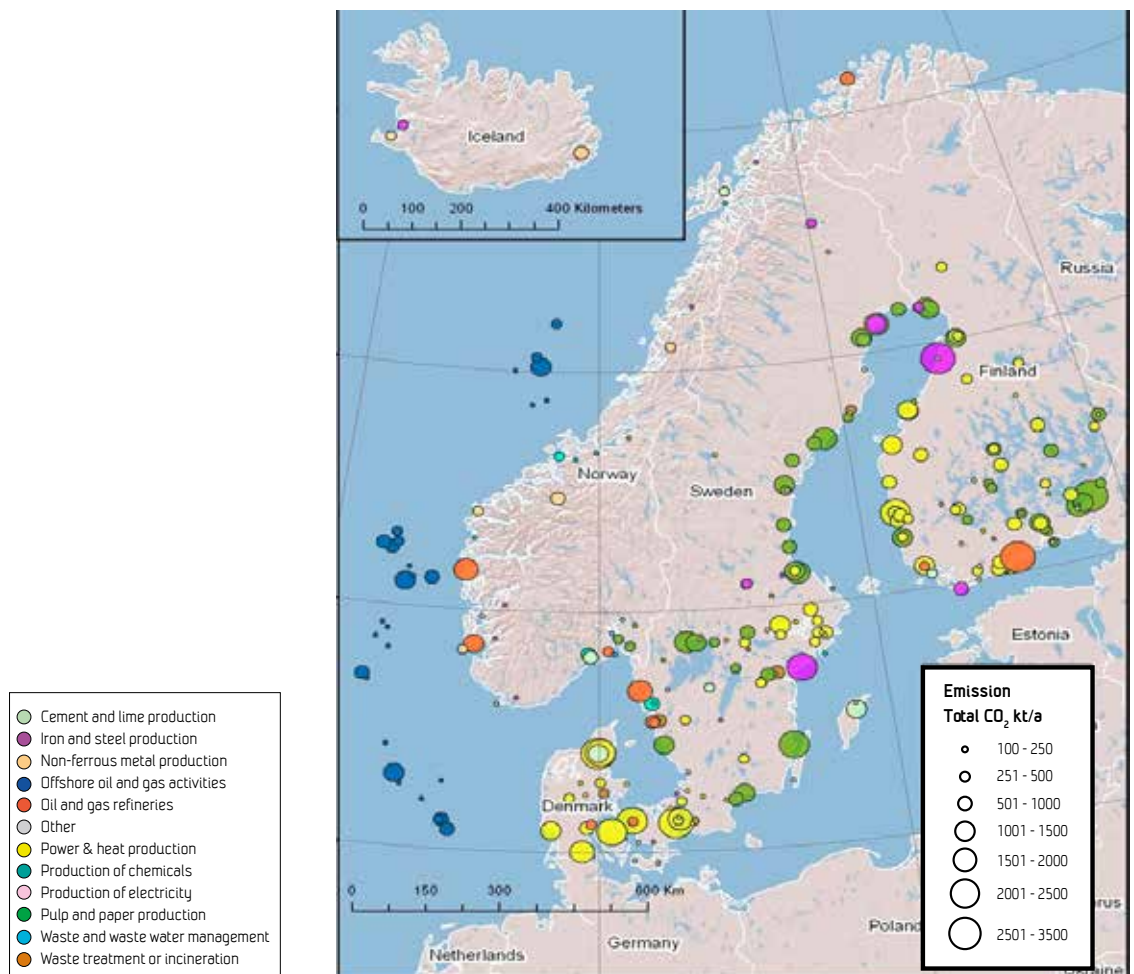 Iceland
0 100 200 400 Kilometers
Russia
Finland
Norway
Sweden
Estonia
Denmark
0 150 300 600 Km
Poland
Germany
Netherlands
Ukraine
Cement and lime production
Iron and steel production
Non-ferrous metal production
Offshore oil and gas activities
Oil and gas refineries
Other
Power & heat production
Production of chemicals
Production of electricity
Pulp and paper production
Waste and waste water management
Waste treatment or incineration
Emission
Total CO₂ kt/a
100 - 250
251 - 500
501 - 1000
1001 - 1500
1501 - 2000
2001 - 2500
2501 - 3500